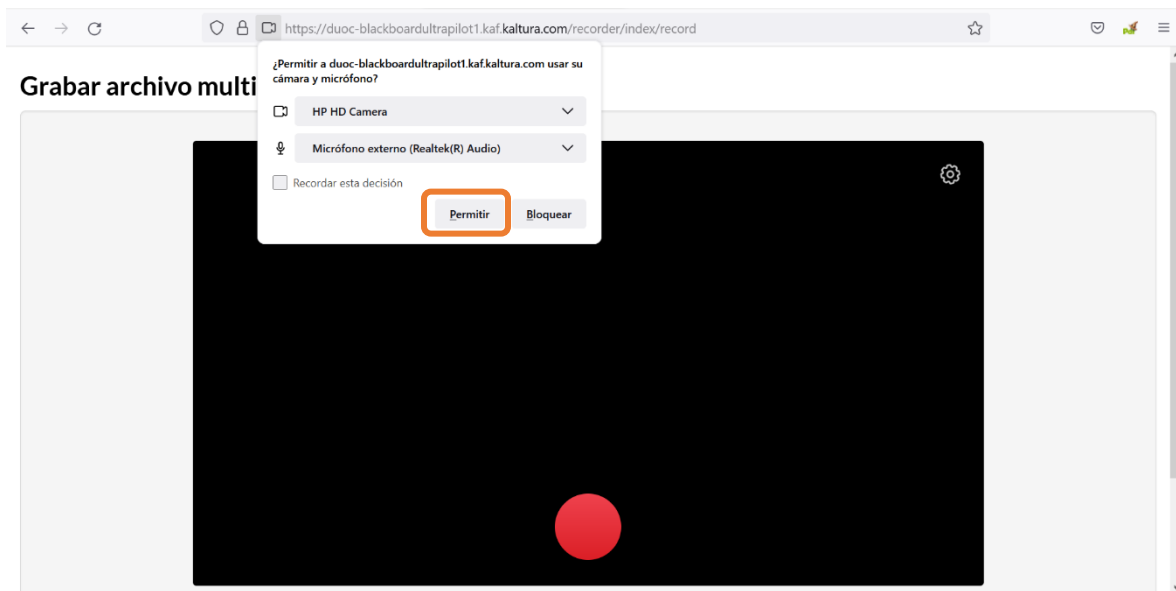 https://duoc-blackboardultrapilot1.kaf.kaltura.com/recorder/index/record
¿Permitir a duoc-blackboardultrapilot1.kaf.kaltura.com usar su
cámara y micrófono?
Grabar archivo multi
HP HD Camera
Micrófono externo (Realtek(R) Audio)
Recordar esta decisión
Permitir
Bloquear